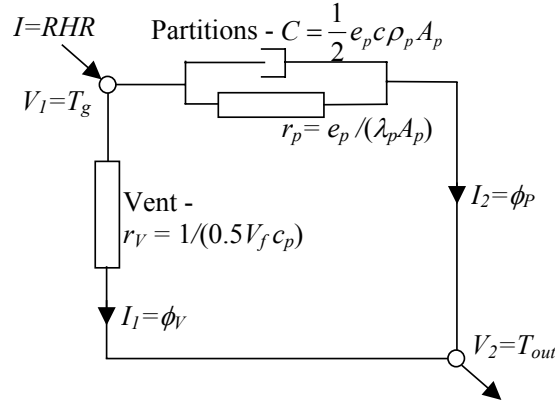 I=RHR
Partitions - C = 1/2 e_p c ρ_p A_p
V_1=T_g
r_p= e_p /(λ_p A_p)
Vent -
r_V = 1/(0.5V_f c_p)
I_2=ϕ_P
I_1=ϕ_V
V_2=T_out